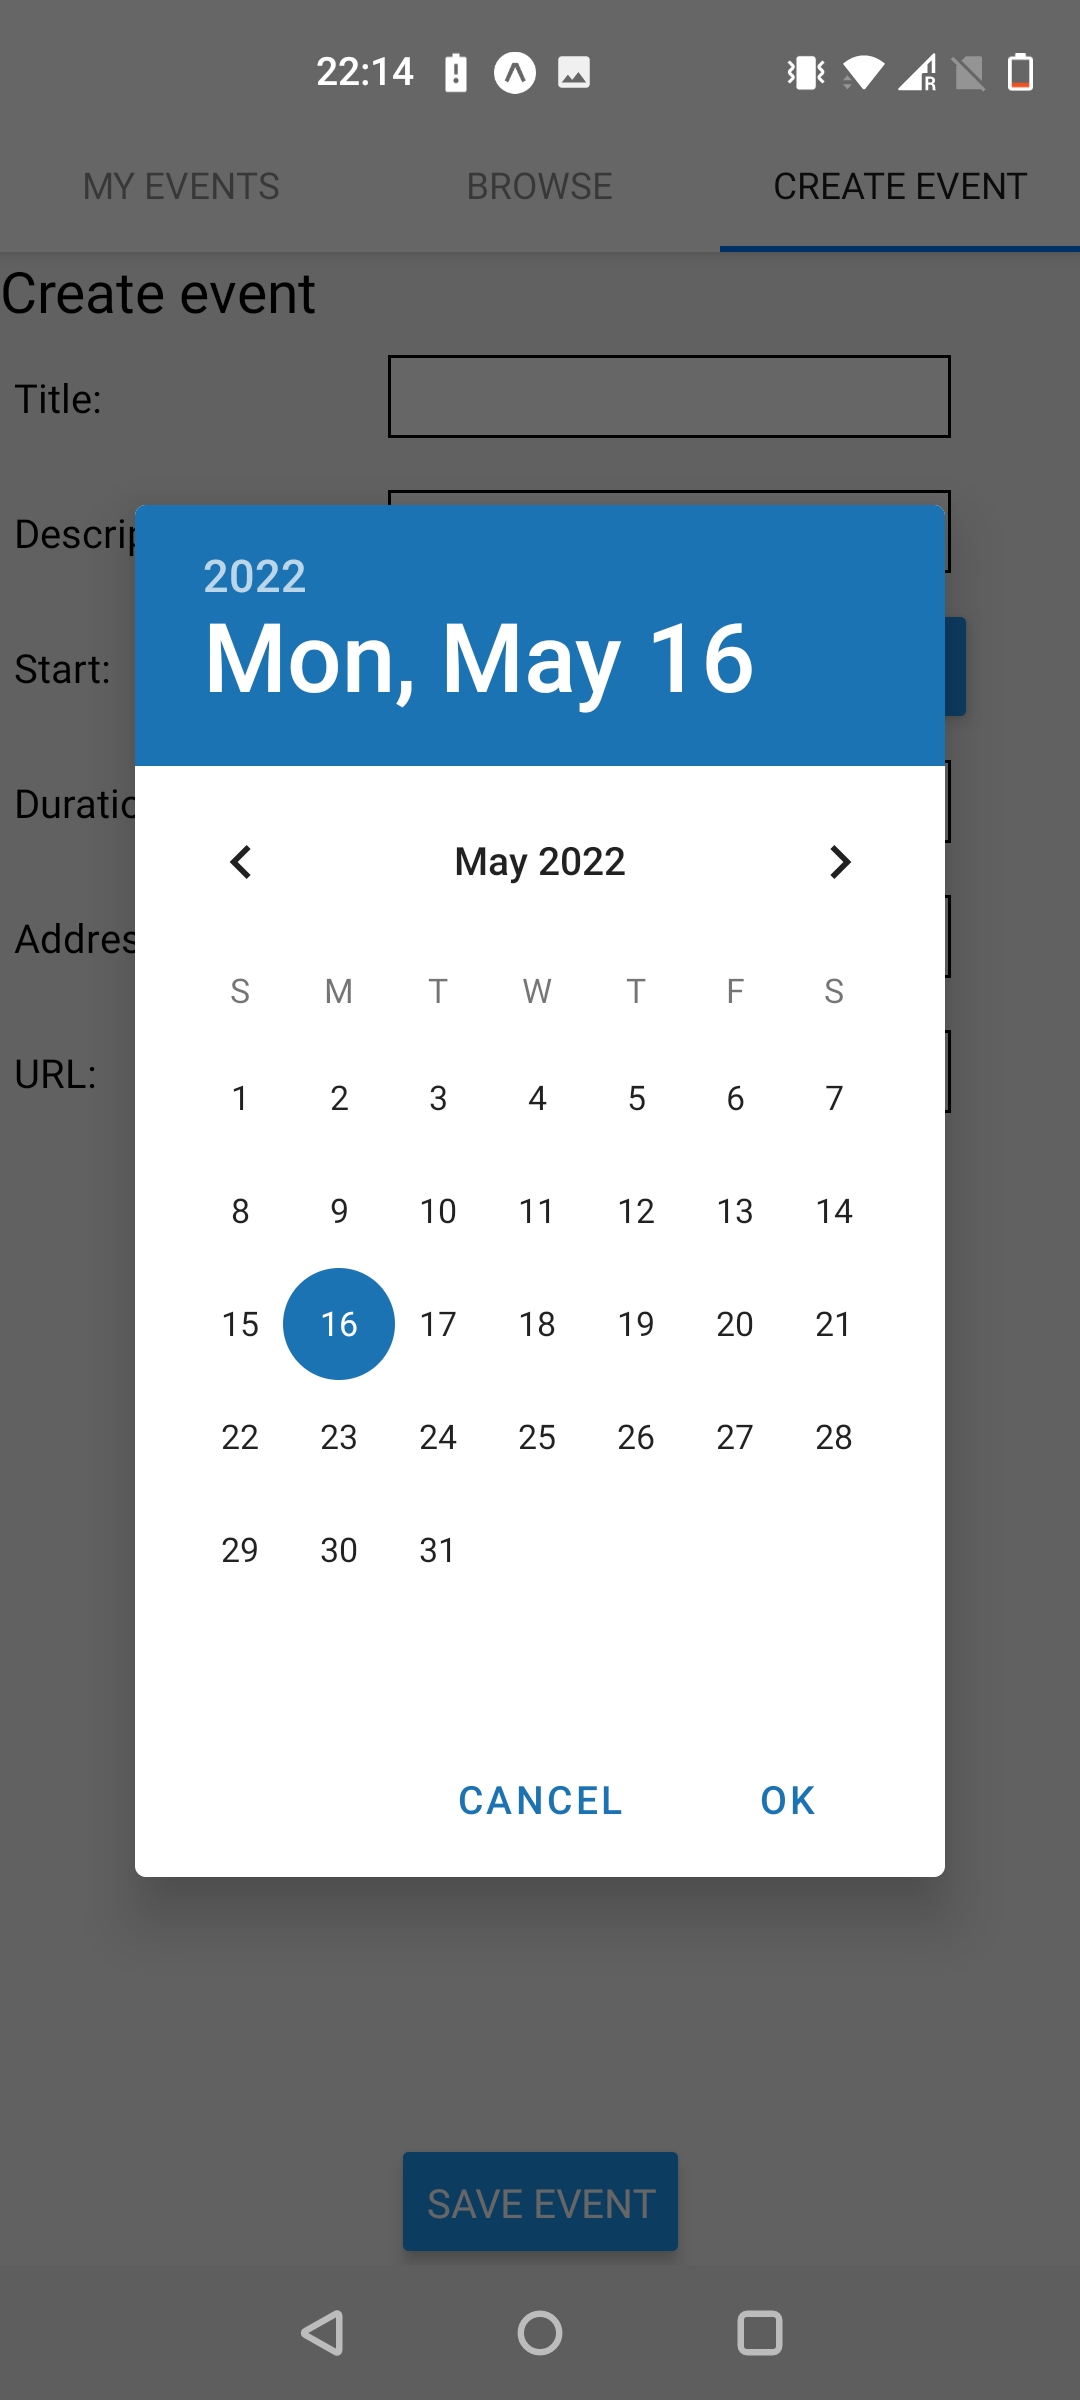 22:14
R
MY EVENTS BROWSE CREATE EVENT
Create event
Title:
Descrip
Start:
Duratio
Addres
URL:
2022
Mon, May 16
May 2022
S M T W T F S
1 2 3 4 5 6 7
8 9 10 11 12 13 14
15 16 17 18 19 20 21
22 23 24 25 26 27 28
29 30 31
CANCEL OK
SAVE EVENT